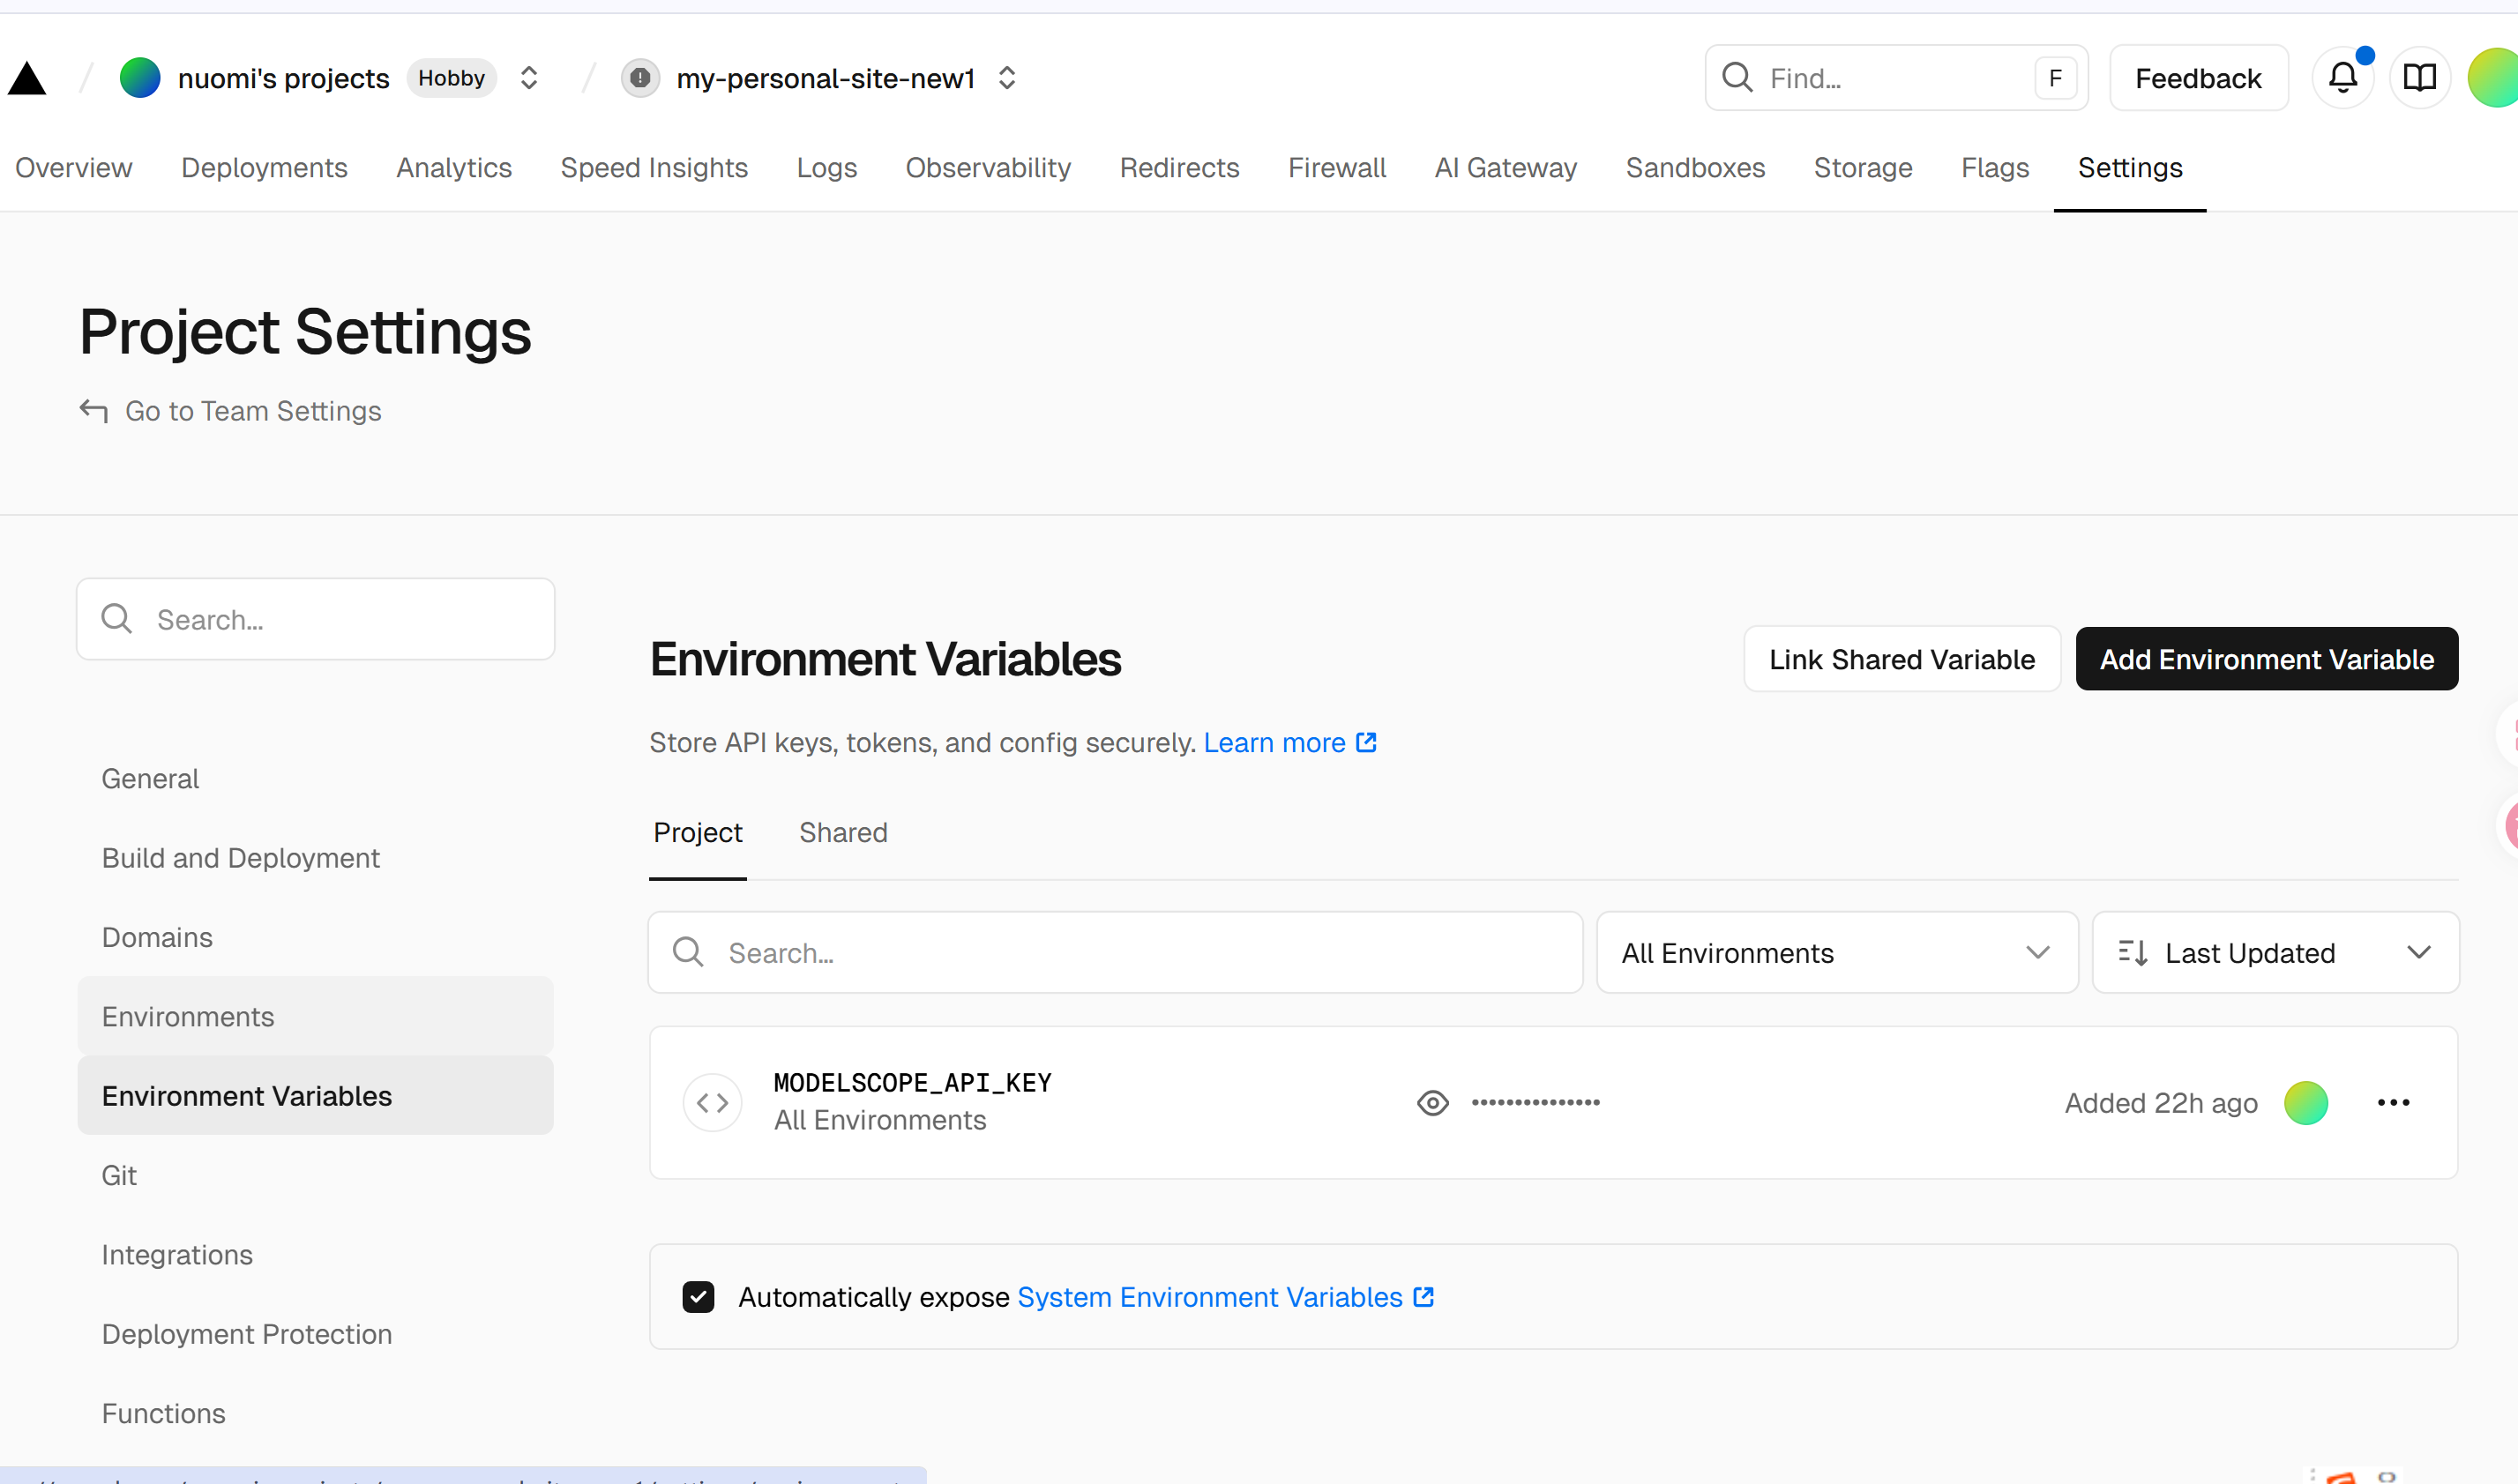 nuomi's projects Hobby my-personal-site-new1 Find... F Feedback
Overview Deployments Analytics Speed Insights Logs Observability Redirects Firewall AI Gateway Sandboxes Storage Flags Settings
Project Settings
Go to Team Settings
Search...
General
Build and Deployment
Domains
Environments
Environment Variables
Git
Integrations
Deployment Protection
Functions
Environment Variables Link Shared Variable Add Environment Variable
Store API keys, tokens, and config securely. Learn more
Project Shared
Search... All Environments Last Updated
MODELSCOPE_API_KEY
All Environments
•••••••••••••••
Added 22h ago
Automatically expose System Environment Variables